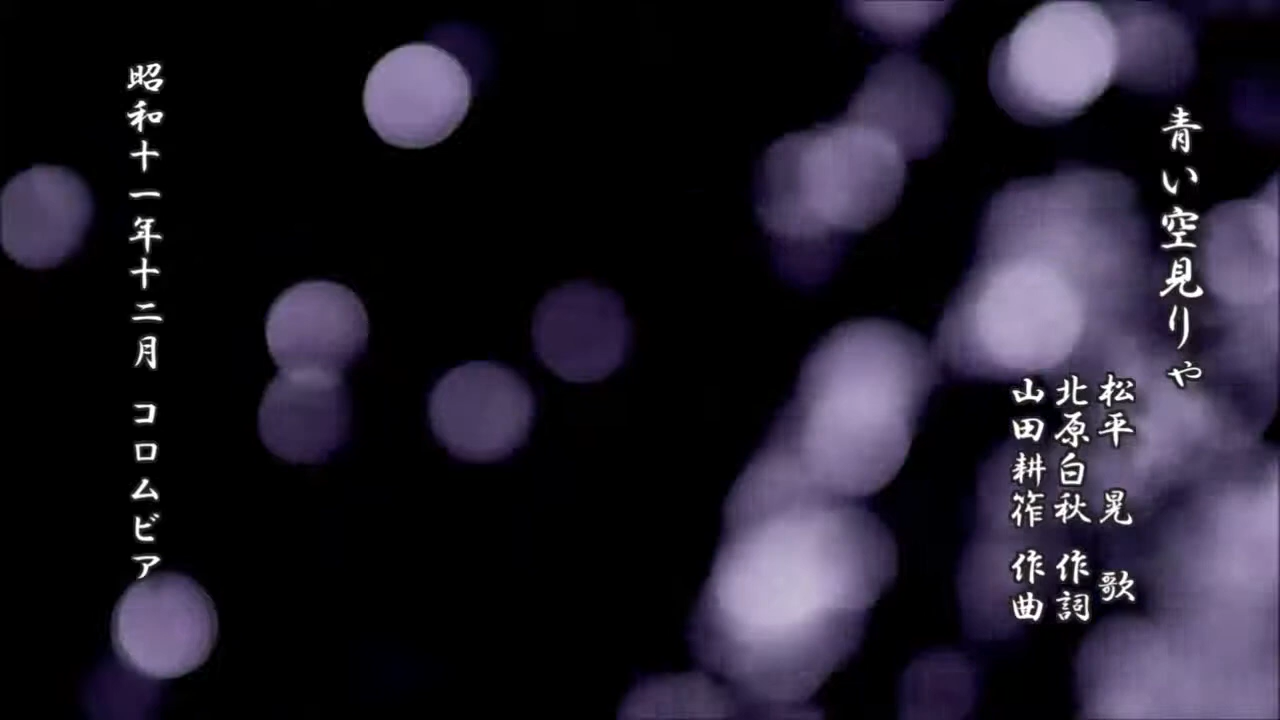 青い空見りや
松平 晃 歌
北原白秋 作詞
山田耕筰 作曲
昭和十一年十二月 コロムビア